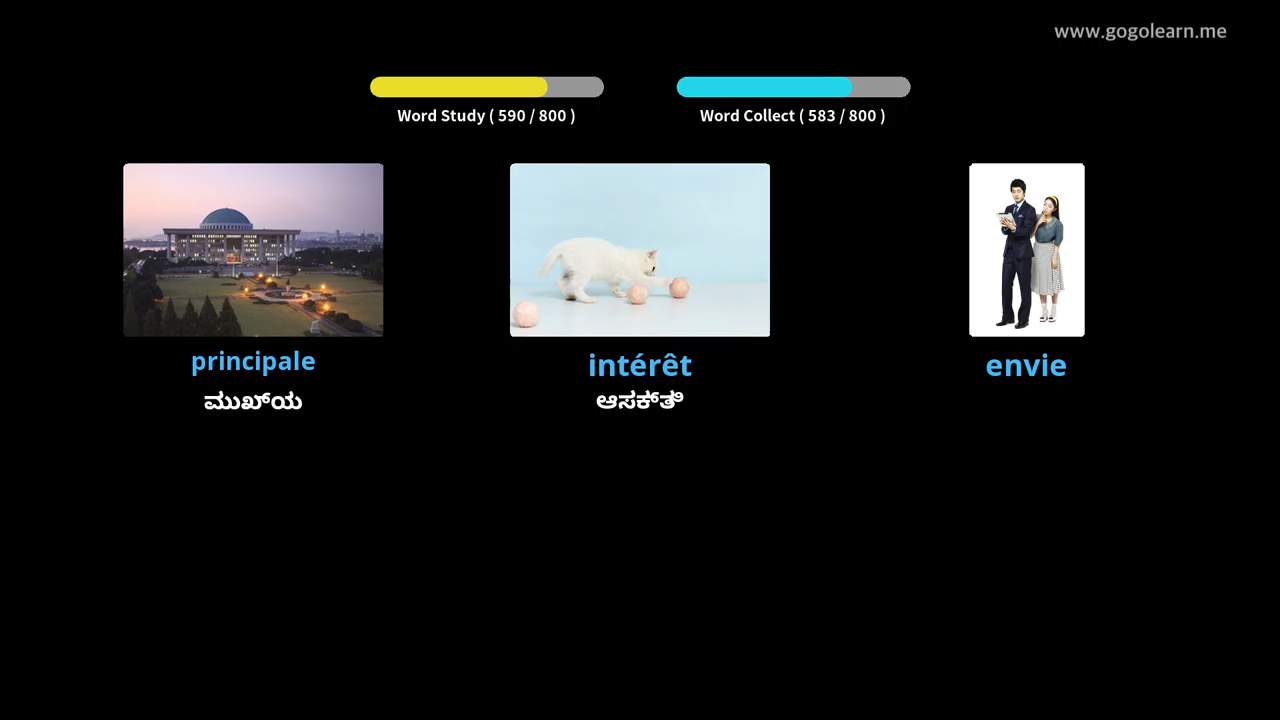 www.gogolearn.me
Word Study ( 590 / 800 )
Word Collect ( 583 / 800 )
principale
intérêt
envie
ಮುಖ್ಯ
ಆಸಕ್ತಿ